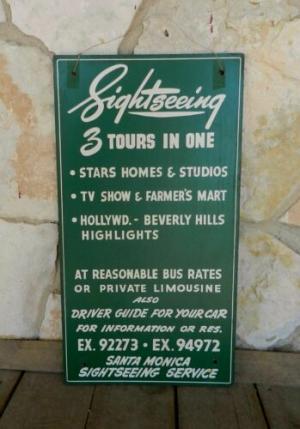 Sightseeing
3 TOURS IN ONE
• STARS HOMES & STUDIOS
• TV SHOW & FARMER'S MART
• HOLLYWD. - BEVERLY HILLS
HIGHLIGHTS
AT REASONABLE BUS RATES
OR PRIVATE LIMOUSINE
ALSO
DRIVER GUIDE FOR YOUR CAR
FOR INFORMATION OR RES.
EX. 92273 • EX. 94972
SANTA MONICA
SIGHTSEEING SERVICE